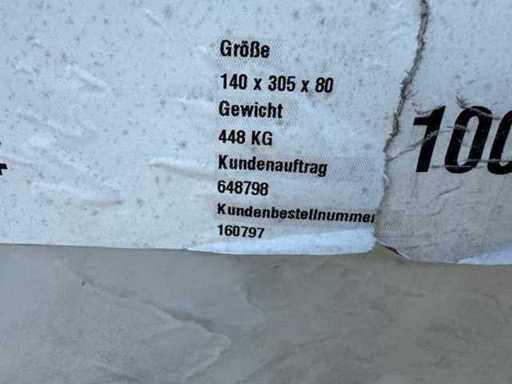 Größe
140 x 305 x 80
Gewicht
448 KG
Kundenauftrag
648798
Kundenbestellnummer
160797
100